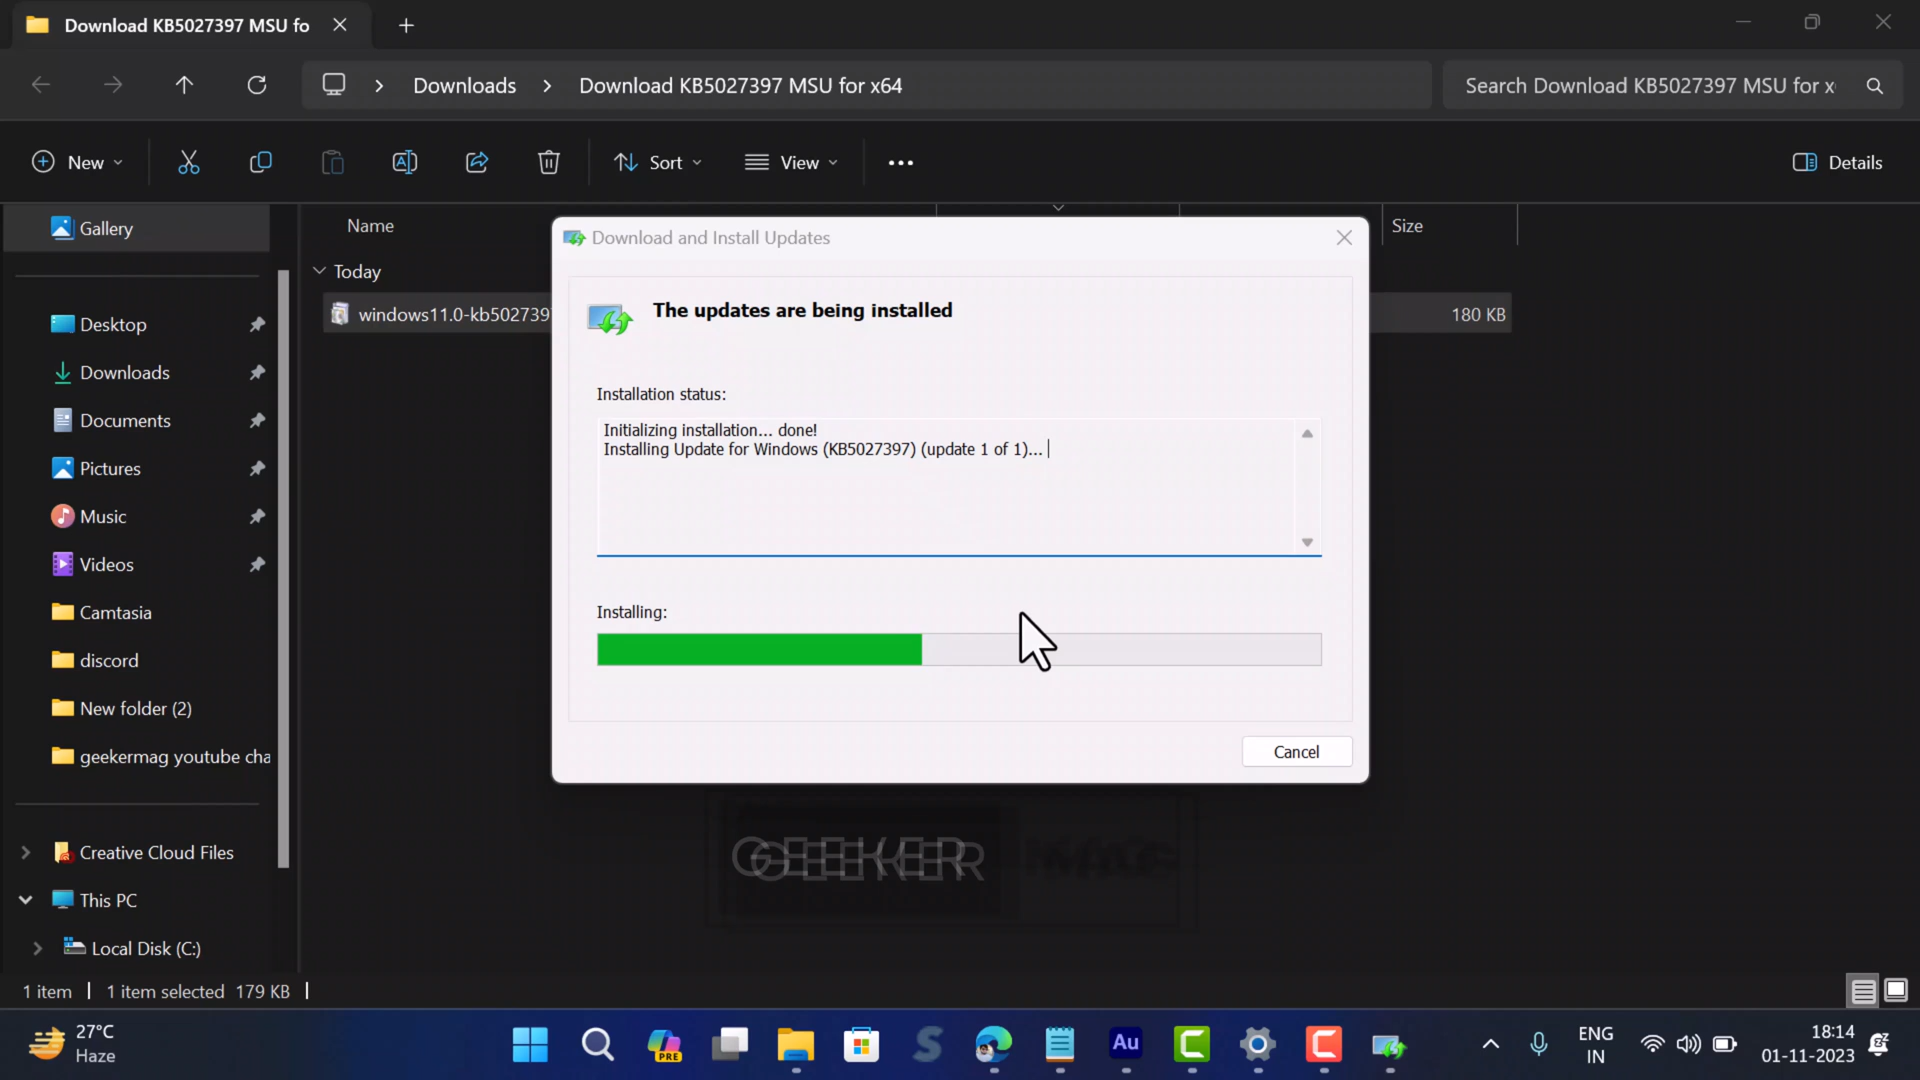 Download KB5027397 MSU fo
Downloads
Download KB5027397 MSU for x64
Search Download KB5027397 MSU for x
New
Sort
View
Details
Gallery
Name
Size
Today
windows11.0-kb502739
180 KB
Desktop
Downloads
Documents
Pictures
Music
Videos
Camtasia
discord
New folder (2)
geekermag youtube cha
Creative Cloud Files
This PC
Local Disk (C:)
Download and Install Updates
The updates are being installed
Installation status:
Initializing installation... done!
Installing Update for Windows (KB5027397) (update 1 of 1)...
Installing:
Cancel
GEEKER MAG
1 item
1 item selected 179 KB
27°C
Haze
PRE
Au
ENG
IN
18:14
01-11-2023